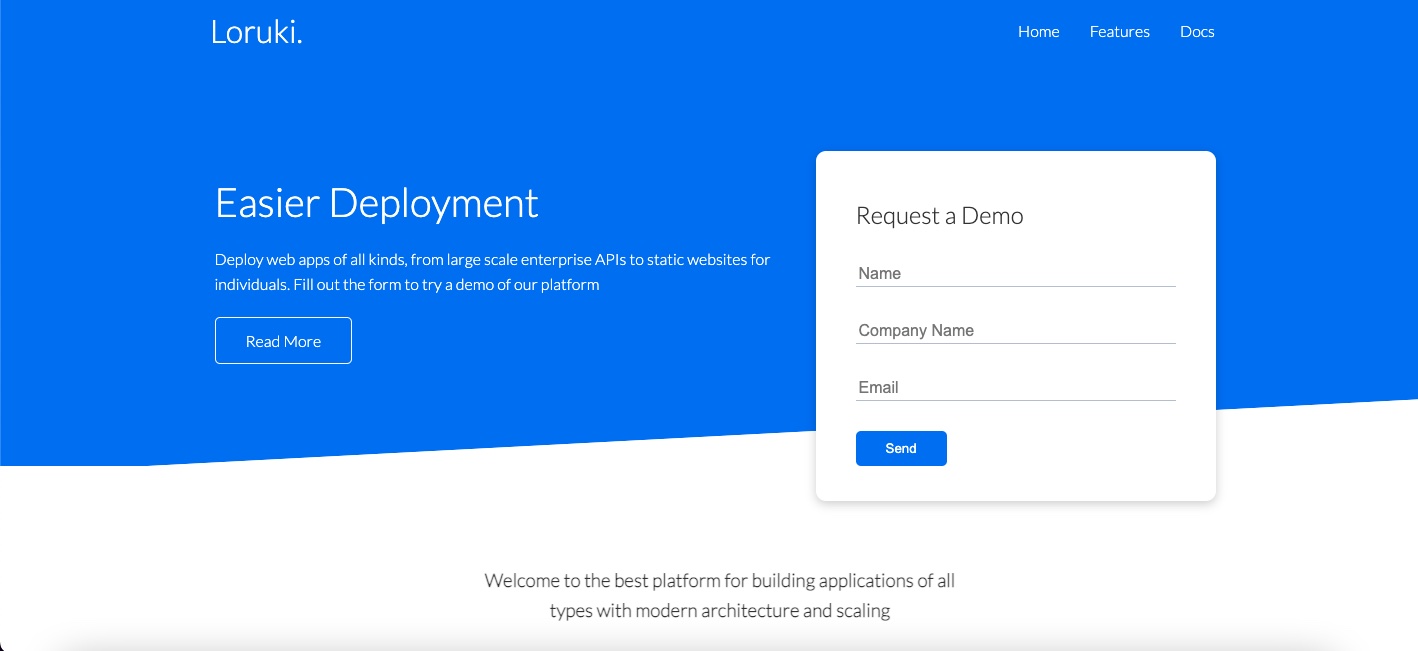 Loruki.
Home
Features
Docs
Easier Deployment
Deploy web apps of all kinds, from large scale enterprise APIs to static websites for
individuals. Fill out the form to try a demo of our platform
Read More
Request a Demo
Name
Company Name
Email
Send
Welcome to the best platform for building applications of all
types with modern architecture and scaling